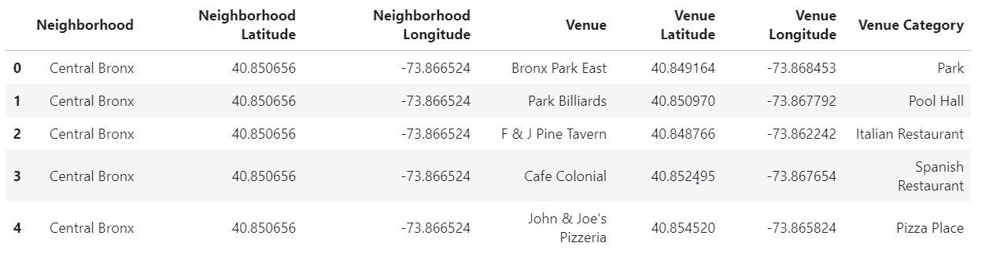 Neighborhood Neighborhood Latitude Neighborhood Longitude Venue Venue Latitude Venue Longitude Venue Category
0 Central Bronx 40.850656 -73.866524 Bronx Park East 40.849164 -73.868453 Park
1 Central Bronx 40.850656 -73.866524 Park Billiards 40.850970 -73.867792 Pool Hall
2 Central Bronx 40.850656 -73.866524 F & J Pine Tavern 40.848766 -73.862242 Italian Restaurant
3 Central Bronx 40.850656 -73.866524 Cafe Colonial 40.852495 -73.867654 Spanish Restaurant
4 Central Bronx 40.850656 -73.866524 John & Joe's Pizzeria 40.854520 -73.865824 Pizza Place